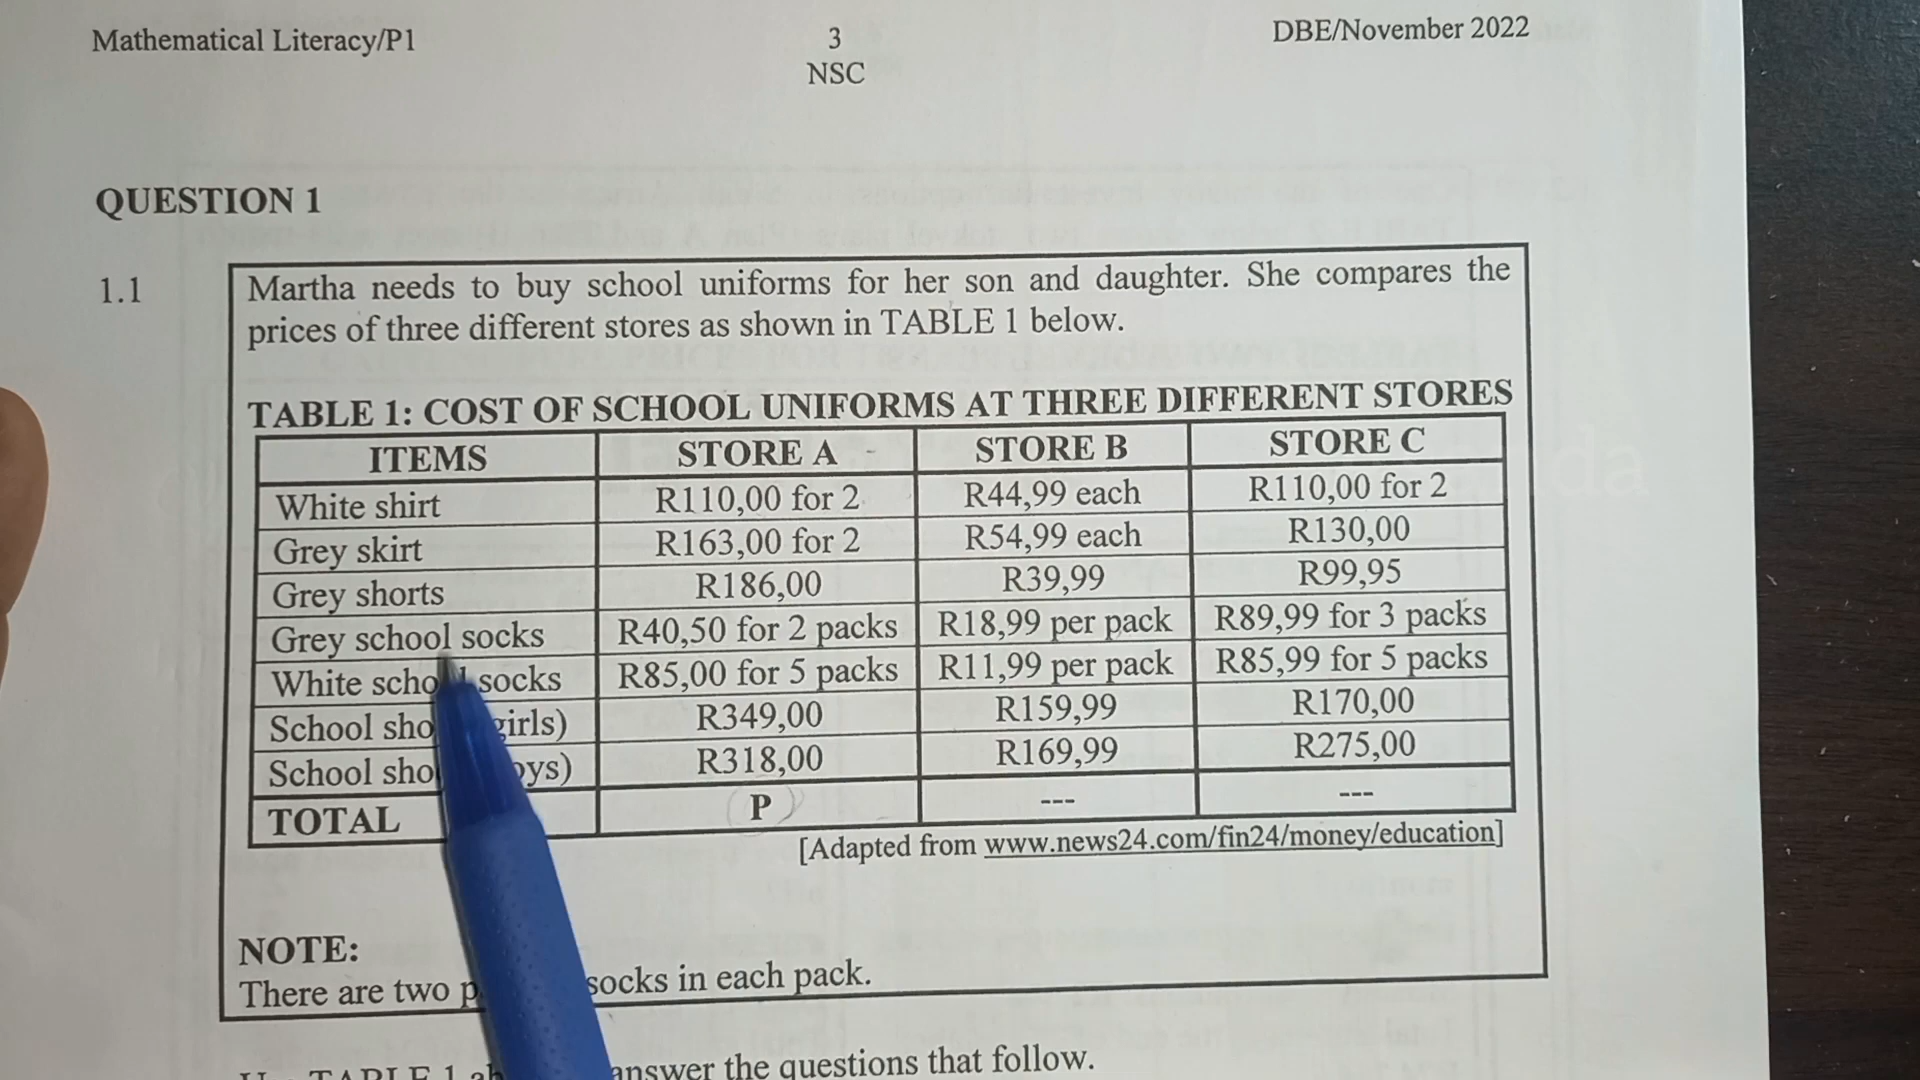 Mathematical Literacy/P1
3
NSC
DBE/November 2022
QUESTION 1
1.1
Martha needs to buy school uniforms for her son and daughter. She compares the
prices of three different stores as shown in TABLE 1 below.
TABLE 1: COST OF SCHOOL UNIFORMS AT THREE DIFFERENT STORES
ITEMS STORE A STORE B STORE C
White shirt R110,00 for 2 R44,99 each R110,00 for 2
Grey skirt R163,00 for 2 R54,99 each R130,00
Grey shorts R186,00 R39,99 R99,95
Grey school socks R40,50 for 2 packs R18,99 per pack R89,99 for 3 packs
White school socks R85,00 for 5 packs R11,99 per pack R85,99 for 5 packs
School girls) R349,00 R159,99 R170,00
School R318,00 R169,99 R275,00
TOTAL P --- ---
[Adapted from www.news24.com/fin24/money/education]
NOTE:
There are two socks in each pack.
TABLE 1 answer the questions that follow.